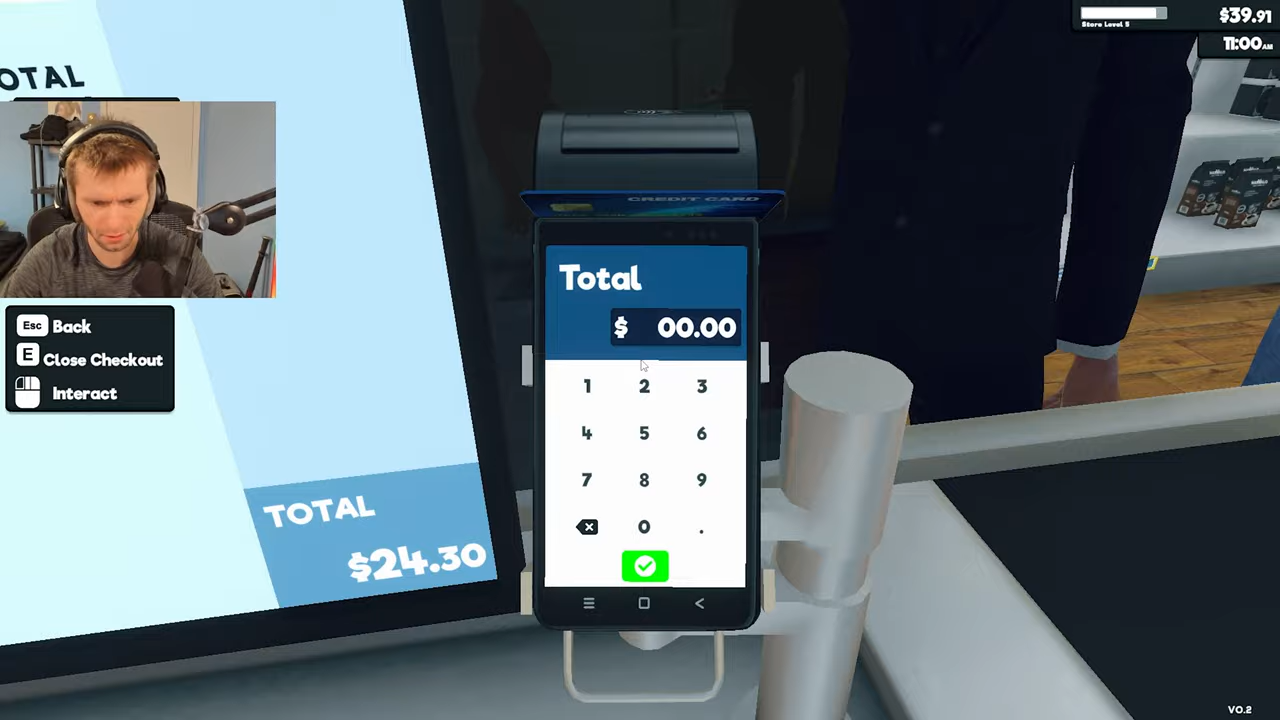 $39.91
Store Level 5
11:00AM
OTAL
CREDIT CARD
Total
$ 00.00
Esc Back
E Close Checkout
Interact
1 2 3
4 5 6
7 8 9
0 .
TOTAL
$24.30
V0.2